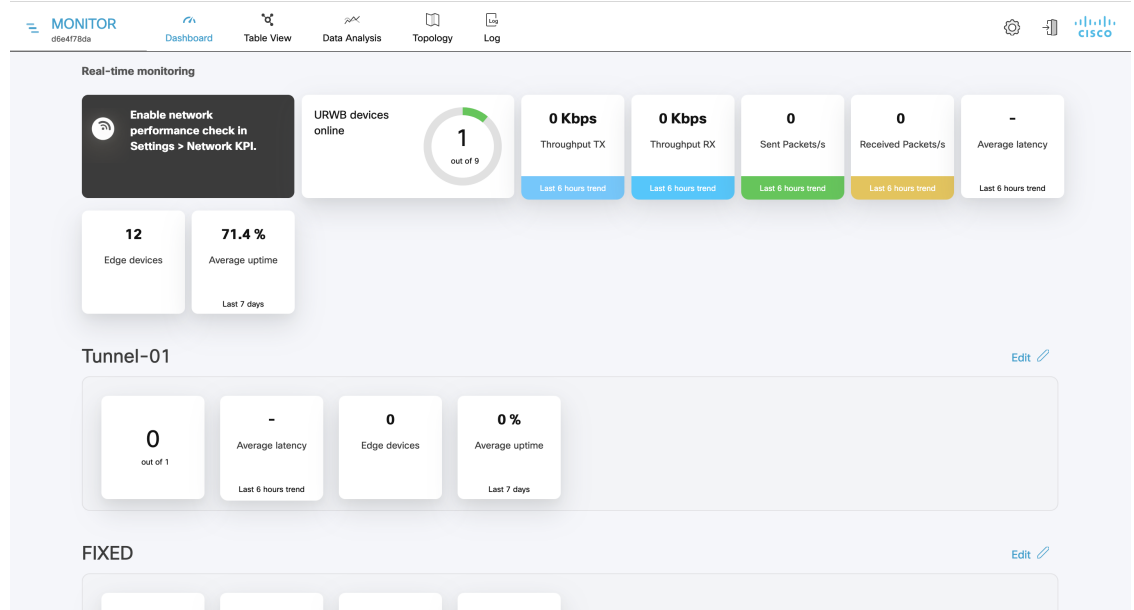 MONITOR
d6e4f78da
Dashboard
Table View
Data Analysis
Topology
Log
Log
CISCO
Real-time monitoring
Enable network
performance check in
Settings > Network KPI.
URWB devices
online
1
out of 9
0 Kbps
Throughput TX
Last 6 hours trend
0 Kbps
Throughput RX
Last 6 hours trend
0
Sent Packets/s
Last 6 hours trend
0
Received Packets/s
Last 6 hours trend
-
Average latency
Last 6 hours trend
12
Edge devices
71.4 %
Average uptime
Last 7 days
Tunnel-01
Edit
0
out of 1
-
Average latency
Last 6 hours trend
0
Edge devices
0 %
Average uptime
Last 7 days
FIXED
Edit